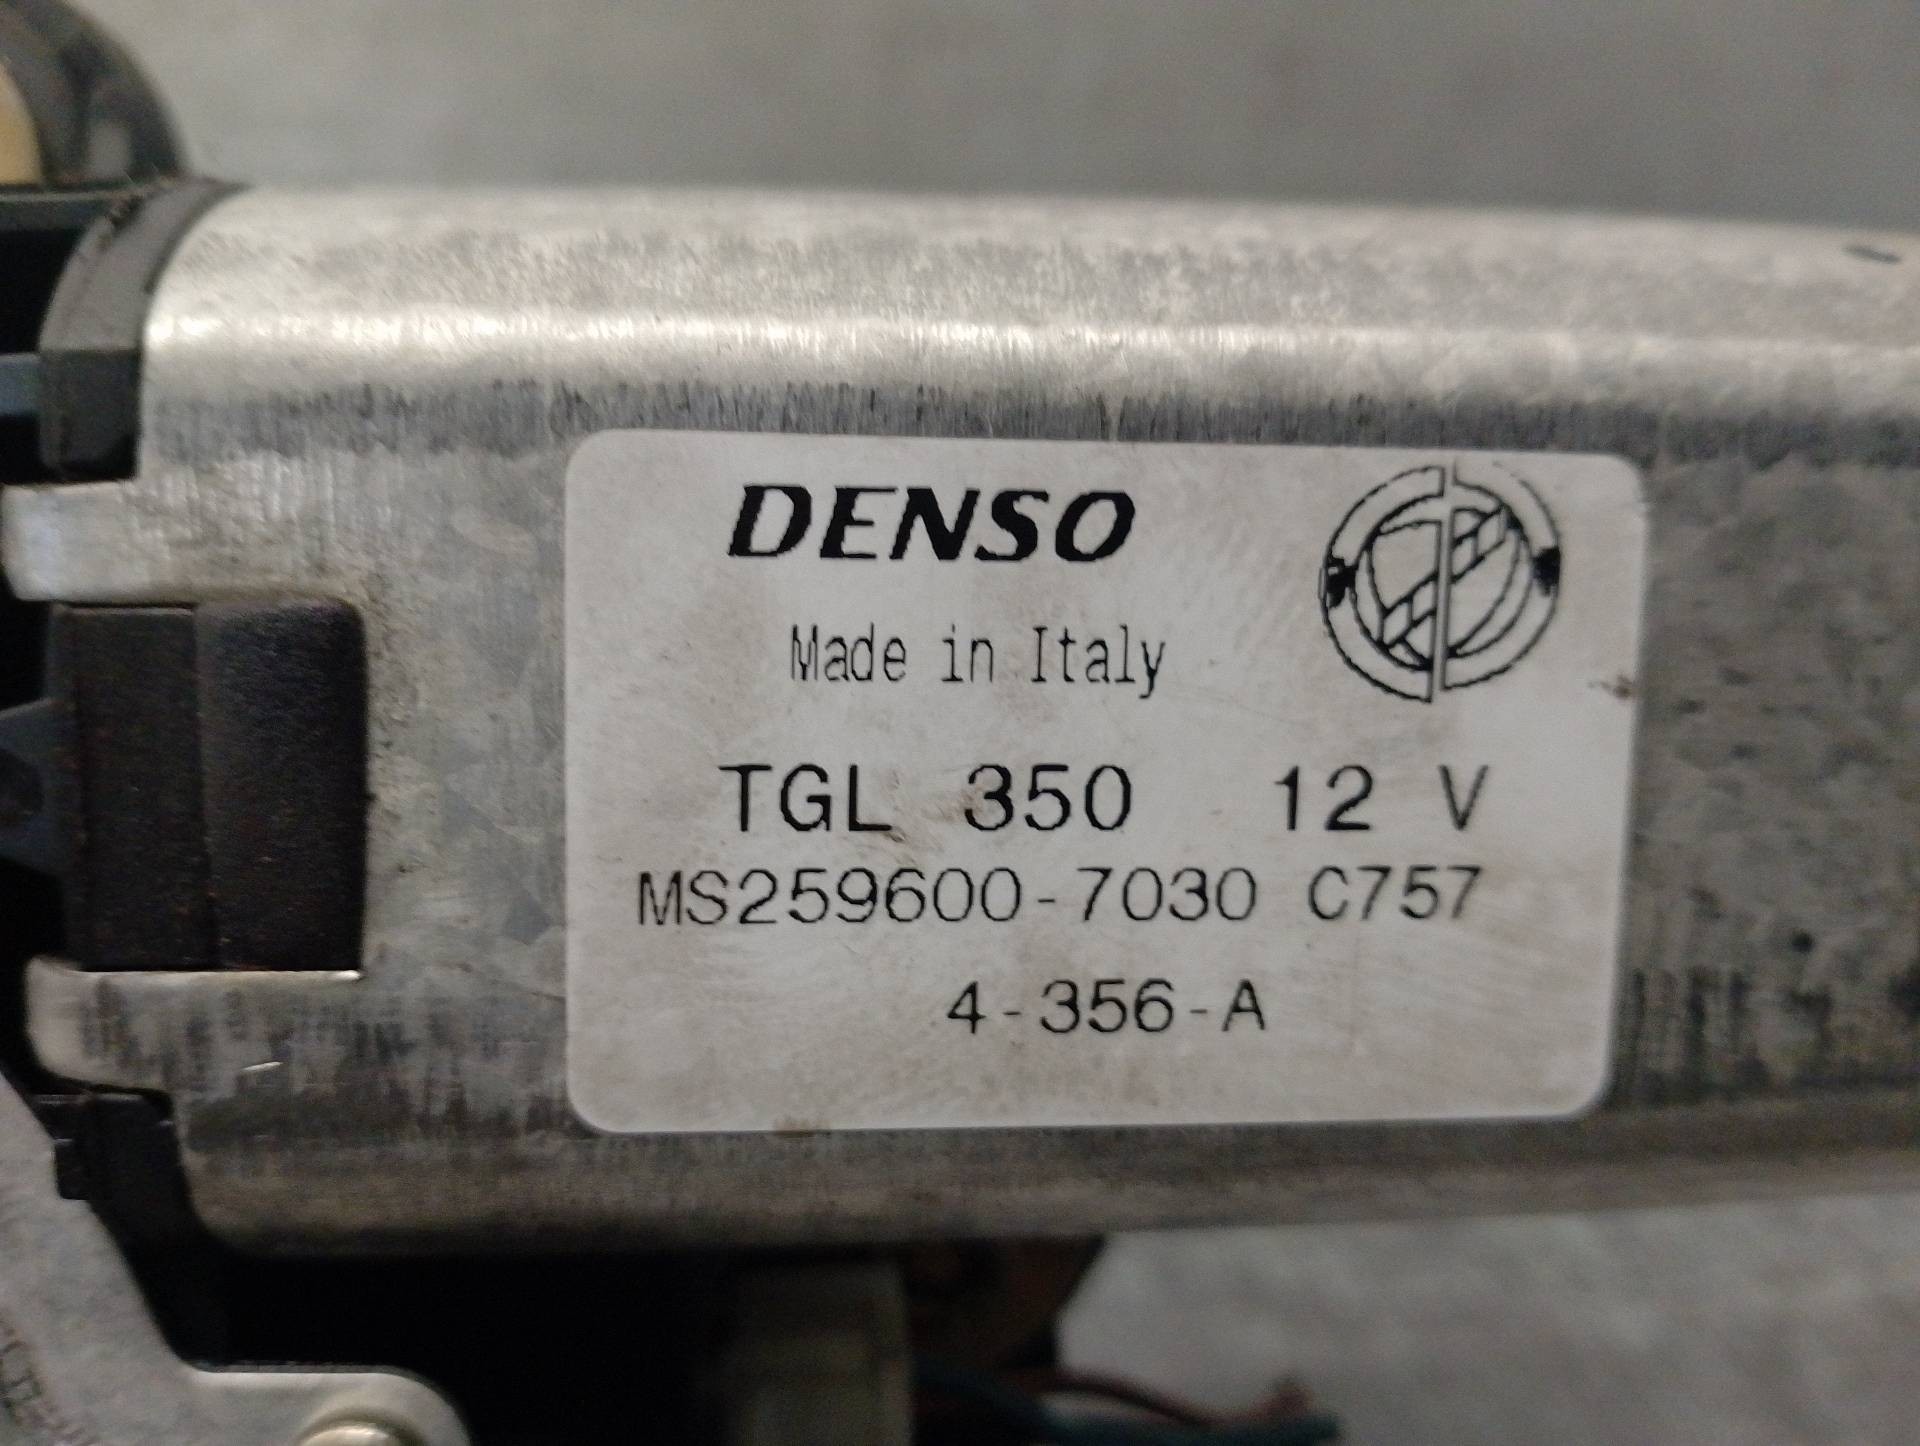 DENSO
Made in Italy
TGL 350 12 V
MS259600-7030 C757
4-356-A